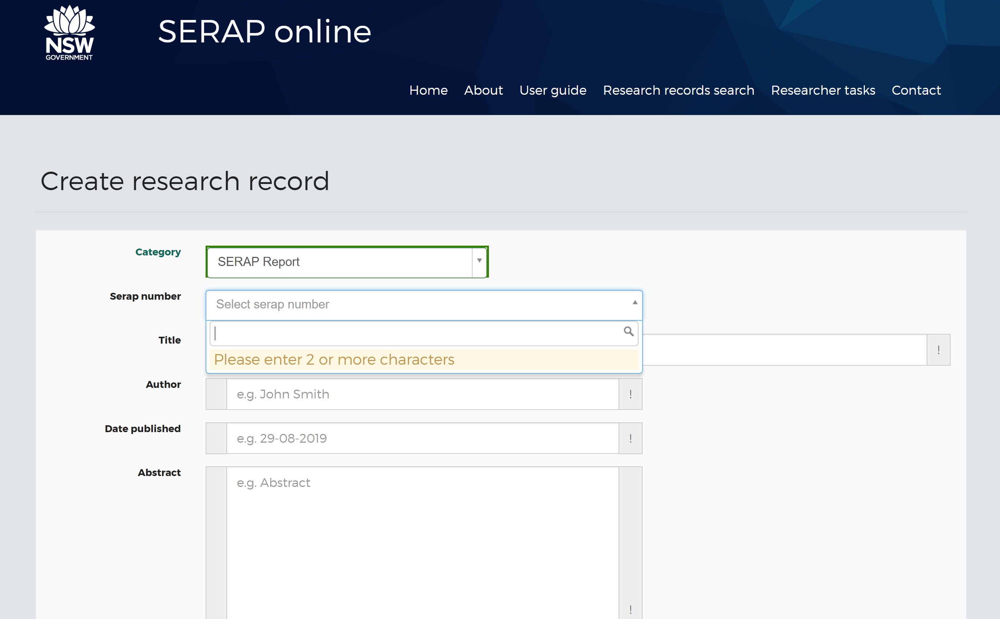 NSW
GOVERNMENT
SERAP online
Home About User guide Research records search Researcher tasks Contact
Create research record
Category
SERAP Report
Serap number
Select serap number
Please enter 2 or more characters
Title
!
Author
e.g. John Smith
!
Date published
e.g. 29-08-2019
!
Abstract
e.g. Abstract
!